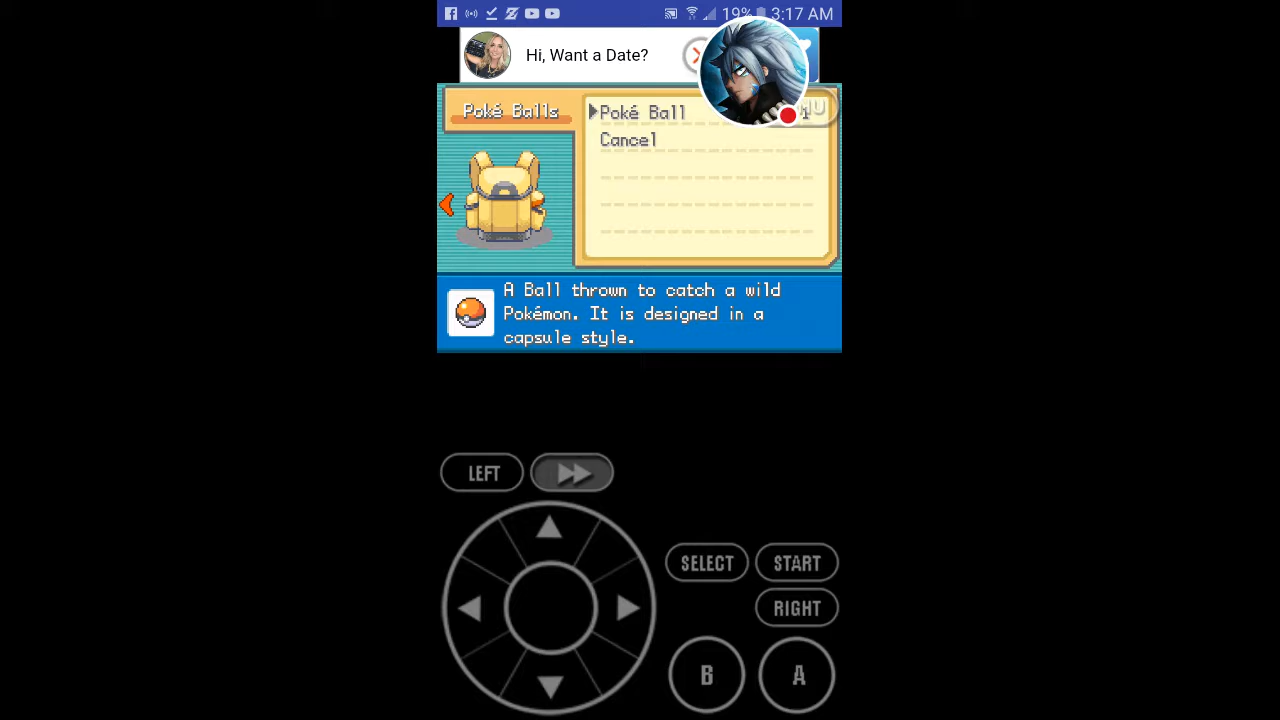 19% 3:17 AM
Hi, Want a Date?
Poké Balls
Poké Ball 1
Cancel
A Ball thrown to catch a wild
Pokémon. It is designed in a
capsule style.
LEFT
SELECT START
RIGHT
B A